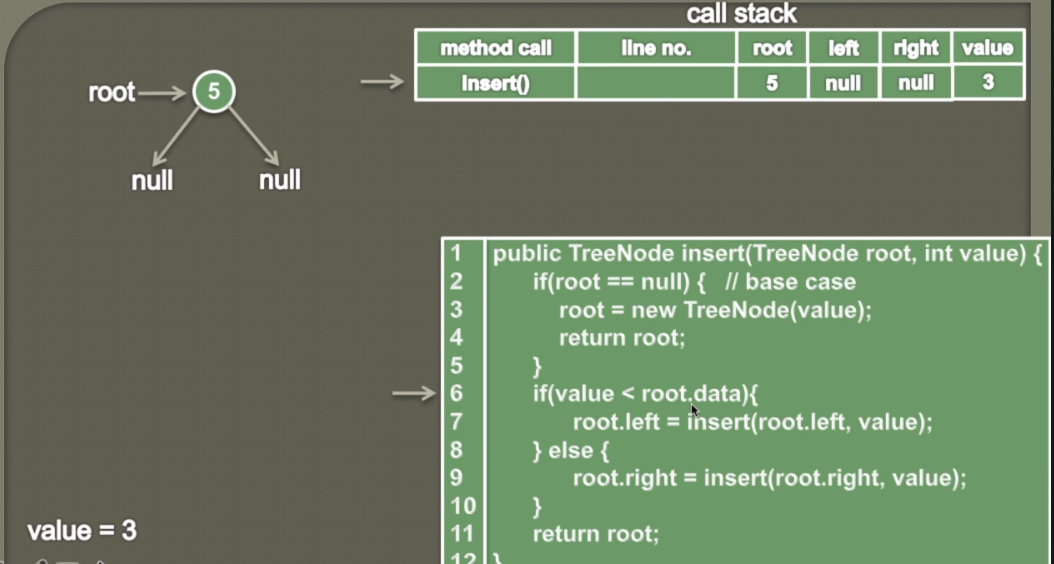 call stack
method call line no. root left right value
Insert() 5 null null 3
root 5
null null
1 public TreeNode insert(TreeNode root, int value) {
2 if(root == null) { // base case
3 root = new TreeNode(value);
4 return root;
5 }
6 if(value < root.data){
7 root.left = insert(root.left, value);
8 } else {
9 root.right = insert(root.right, value);
10 }
11 return root;
12 }
value = 3